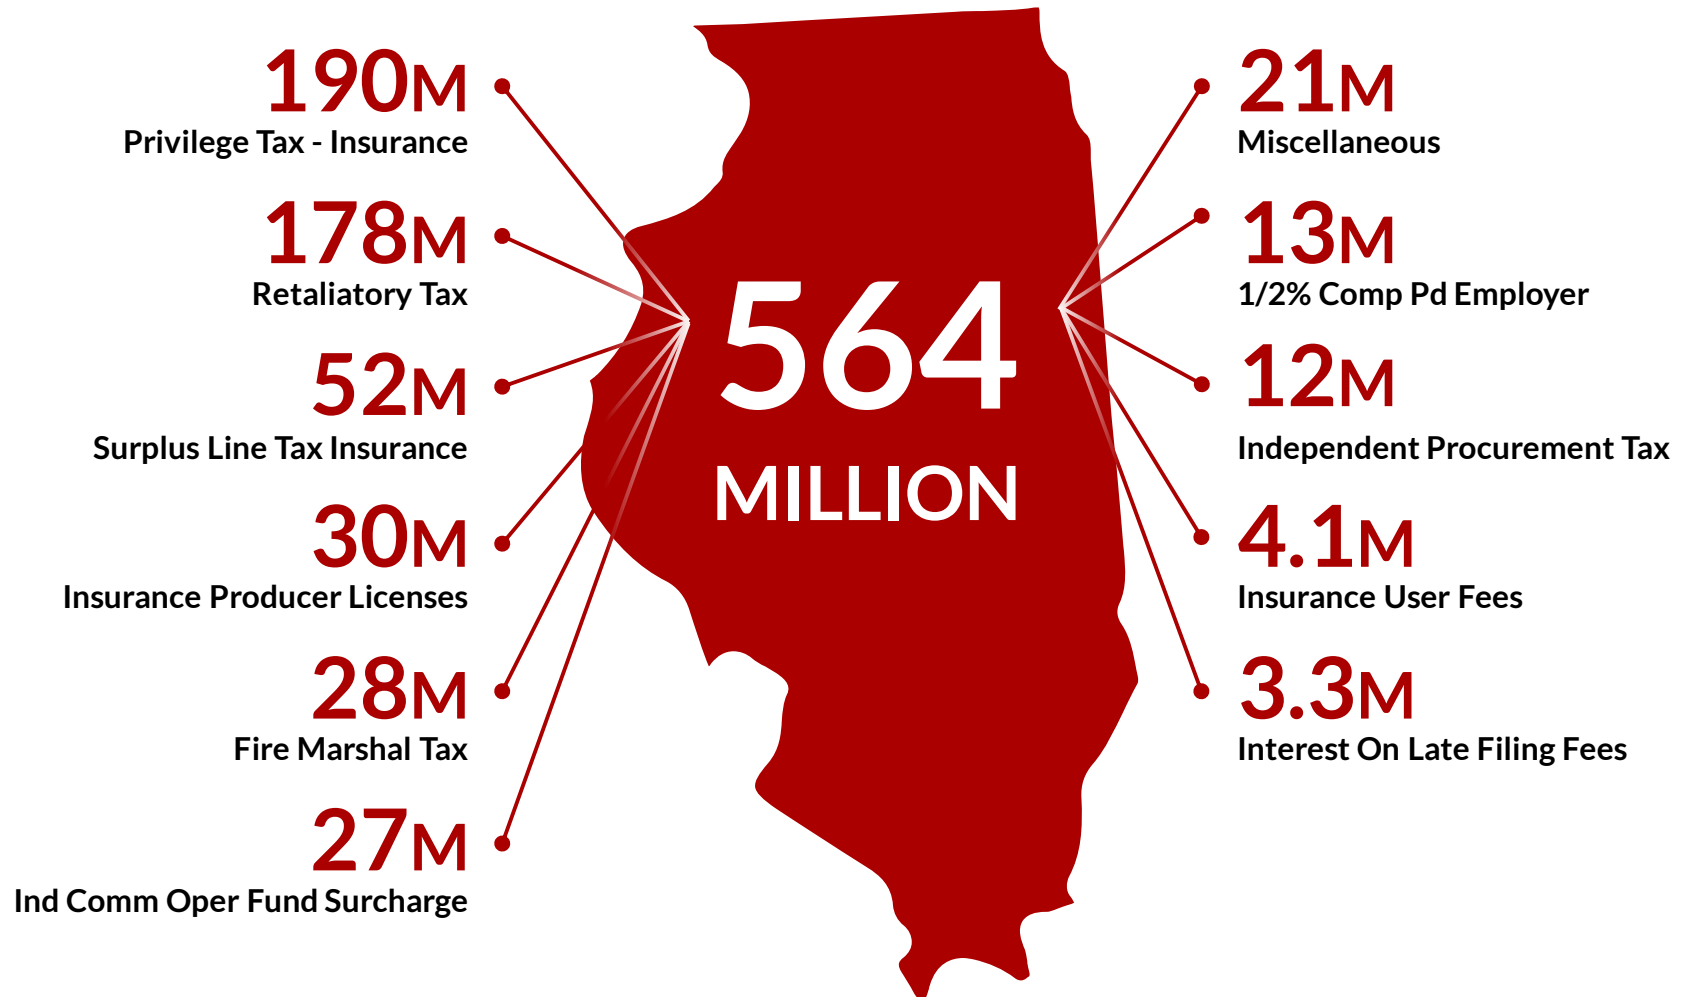 190M
Privilege Tax - Insurance
178M
Retaliatory Tax
52M
Surplus Line Tax Insurance
30M
Insurance Producer Licenses
28M
Fire Marshal Tax
27M
Ind Comm Oper Fund Surcharge
564
MILLION
21M
Miscellaneous
13M
1/2% Comp Pd Employer
12M
Independent Procurement Tax
4.1M
Insurance User Fees
3.3M
Interest On Late Filing Fees